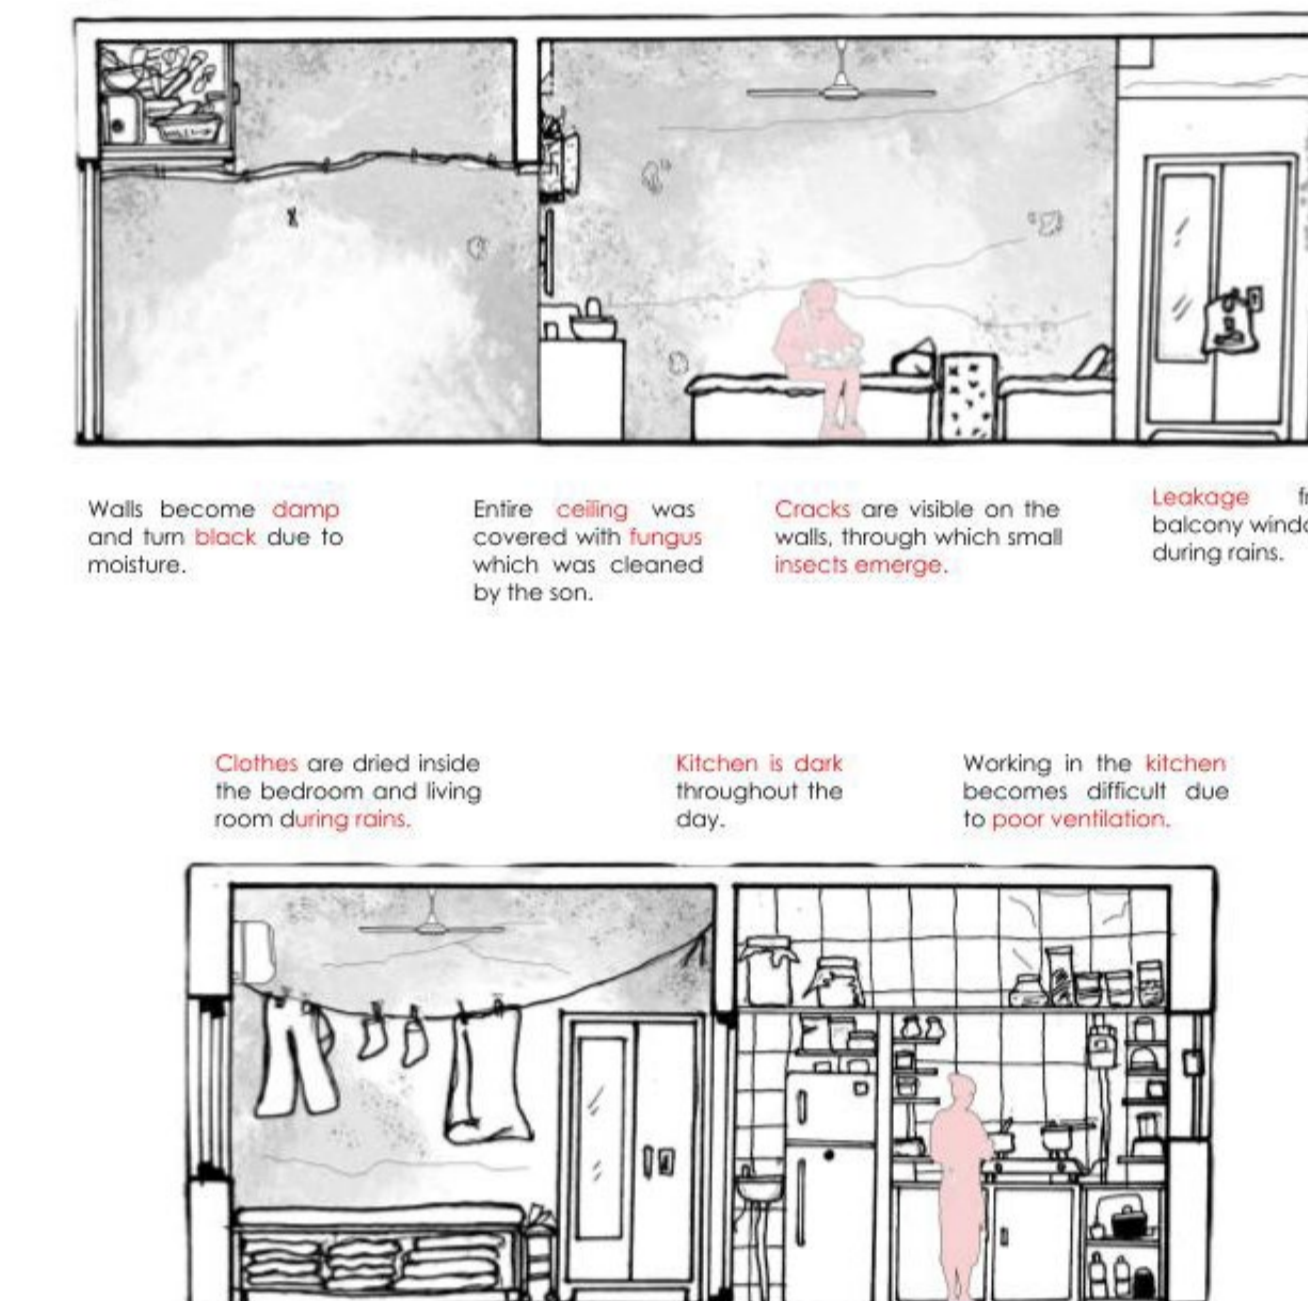 Walls become damp
and turn black due to
moisture.
Entire ceiling was
covered with fungus
which was cleaned
by the son.
Cracks are visible on the
walls, through which small
insects emerge.
Leakage
balcony
during rains.
Clothes are dried inside
the bedroom and living
room during rains.
Kitchen is dark
throughout the
day.
Working in the kitchen
becomes difficult due
to poor ventilation.